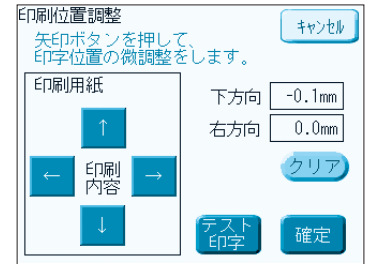 印刷位置調整
キャンセル
矢印ボタンを押して、
印字位置の微調整をします。
印刷用紙
↑
← 印刷 →
内容
↓
下方向 -0.1mm
右方向 0.0mm
クリア
テスト
印字
確定